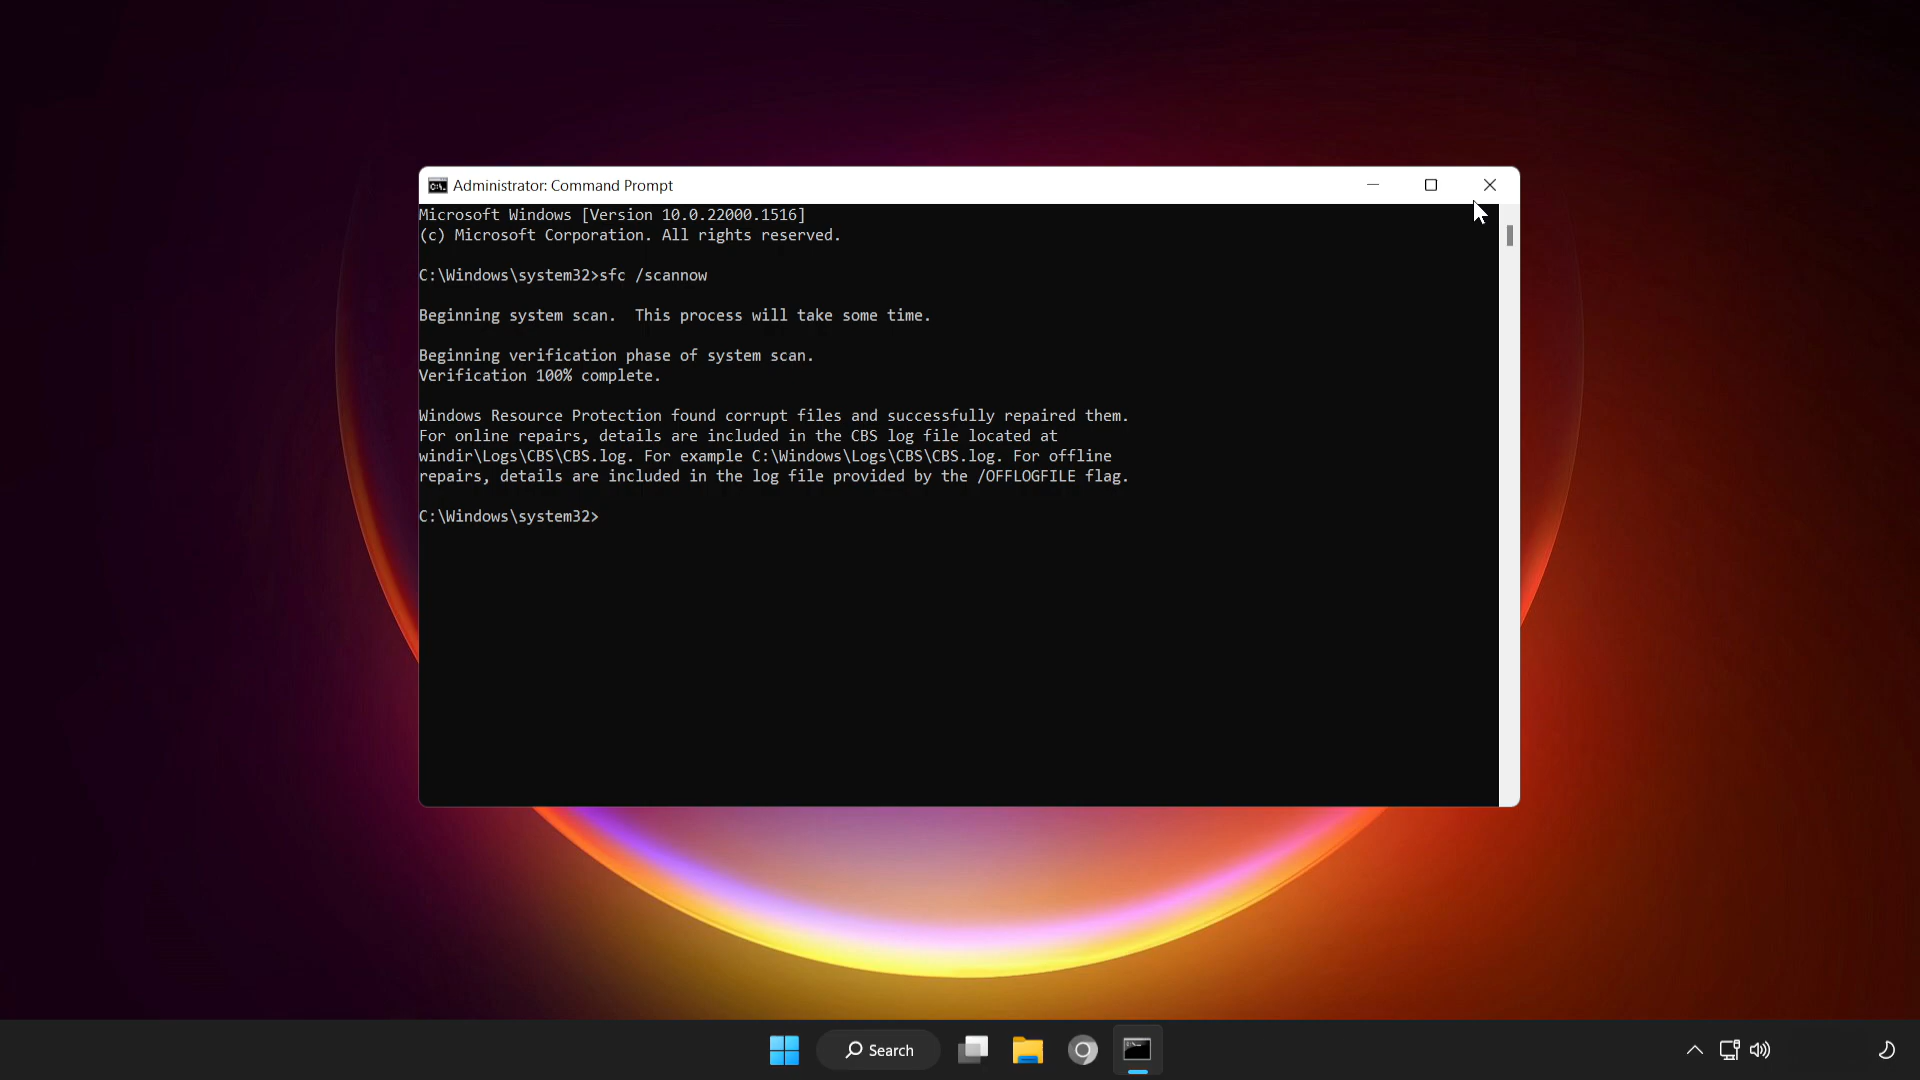 Administrator: Command Prompt
Microsoft Windows [Version 10.0.22000.1516]
(c) Microsoft Corporation. All rights reserved.
C:\Windows\system32>sfc /scannow
Beginning system scan.  This process will take some time.
Beginning verification phase of system scan.
Verification 100% complete.
Windows Resource Protection found corrupt files and successfully repaired them.
For online repairs, details are included in the CBS log file located at
windir\Logs\CBS\CBS.log. For example C:\Windows\Logs\CBS\CBS.log. For offline
repairs, details are included in the log file provided by the /OFFLOGFILE flag.
C:\Windows\system32>
Search